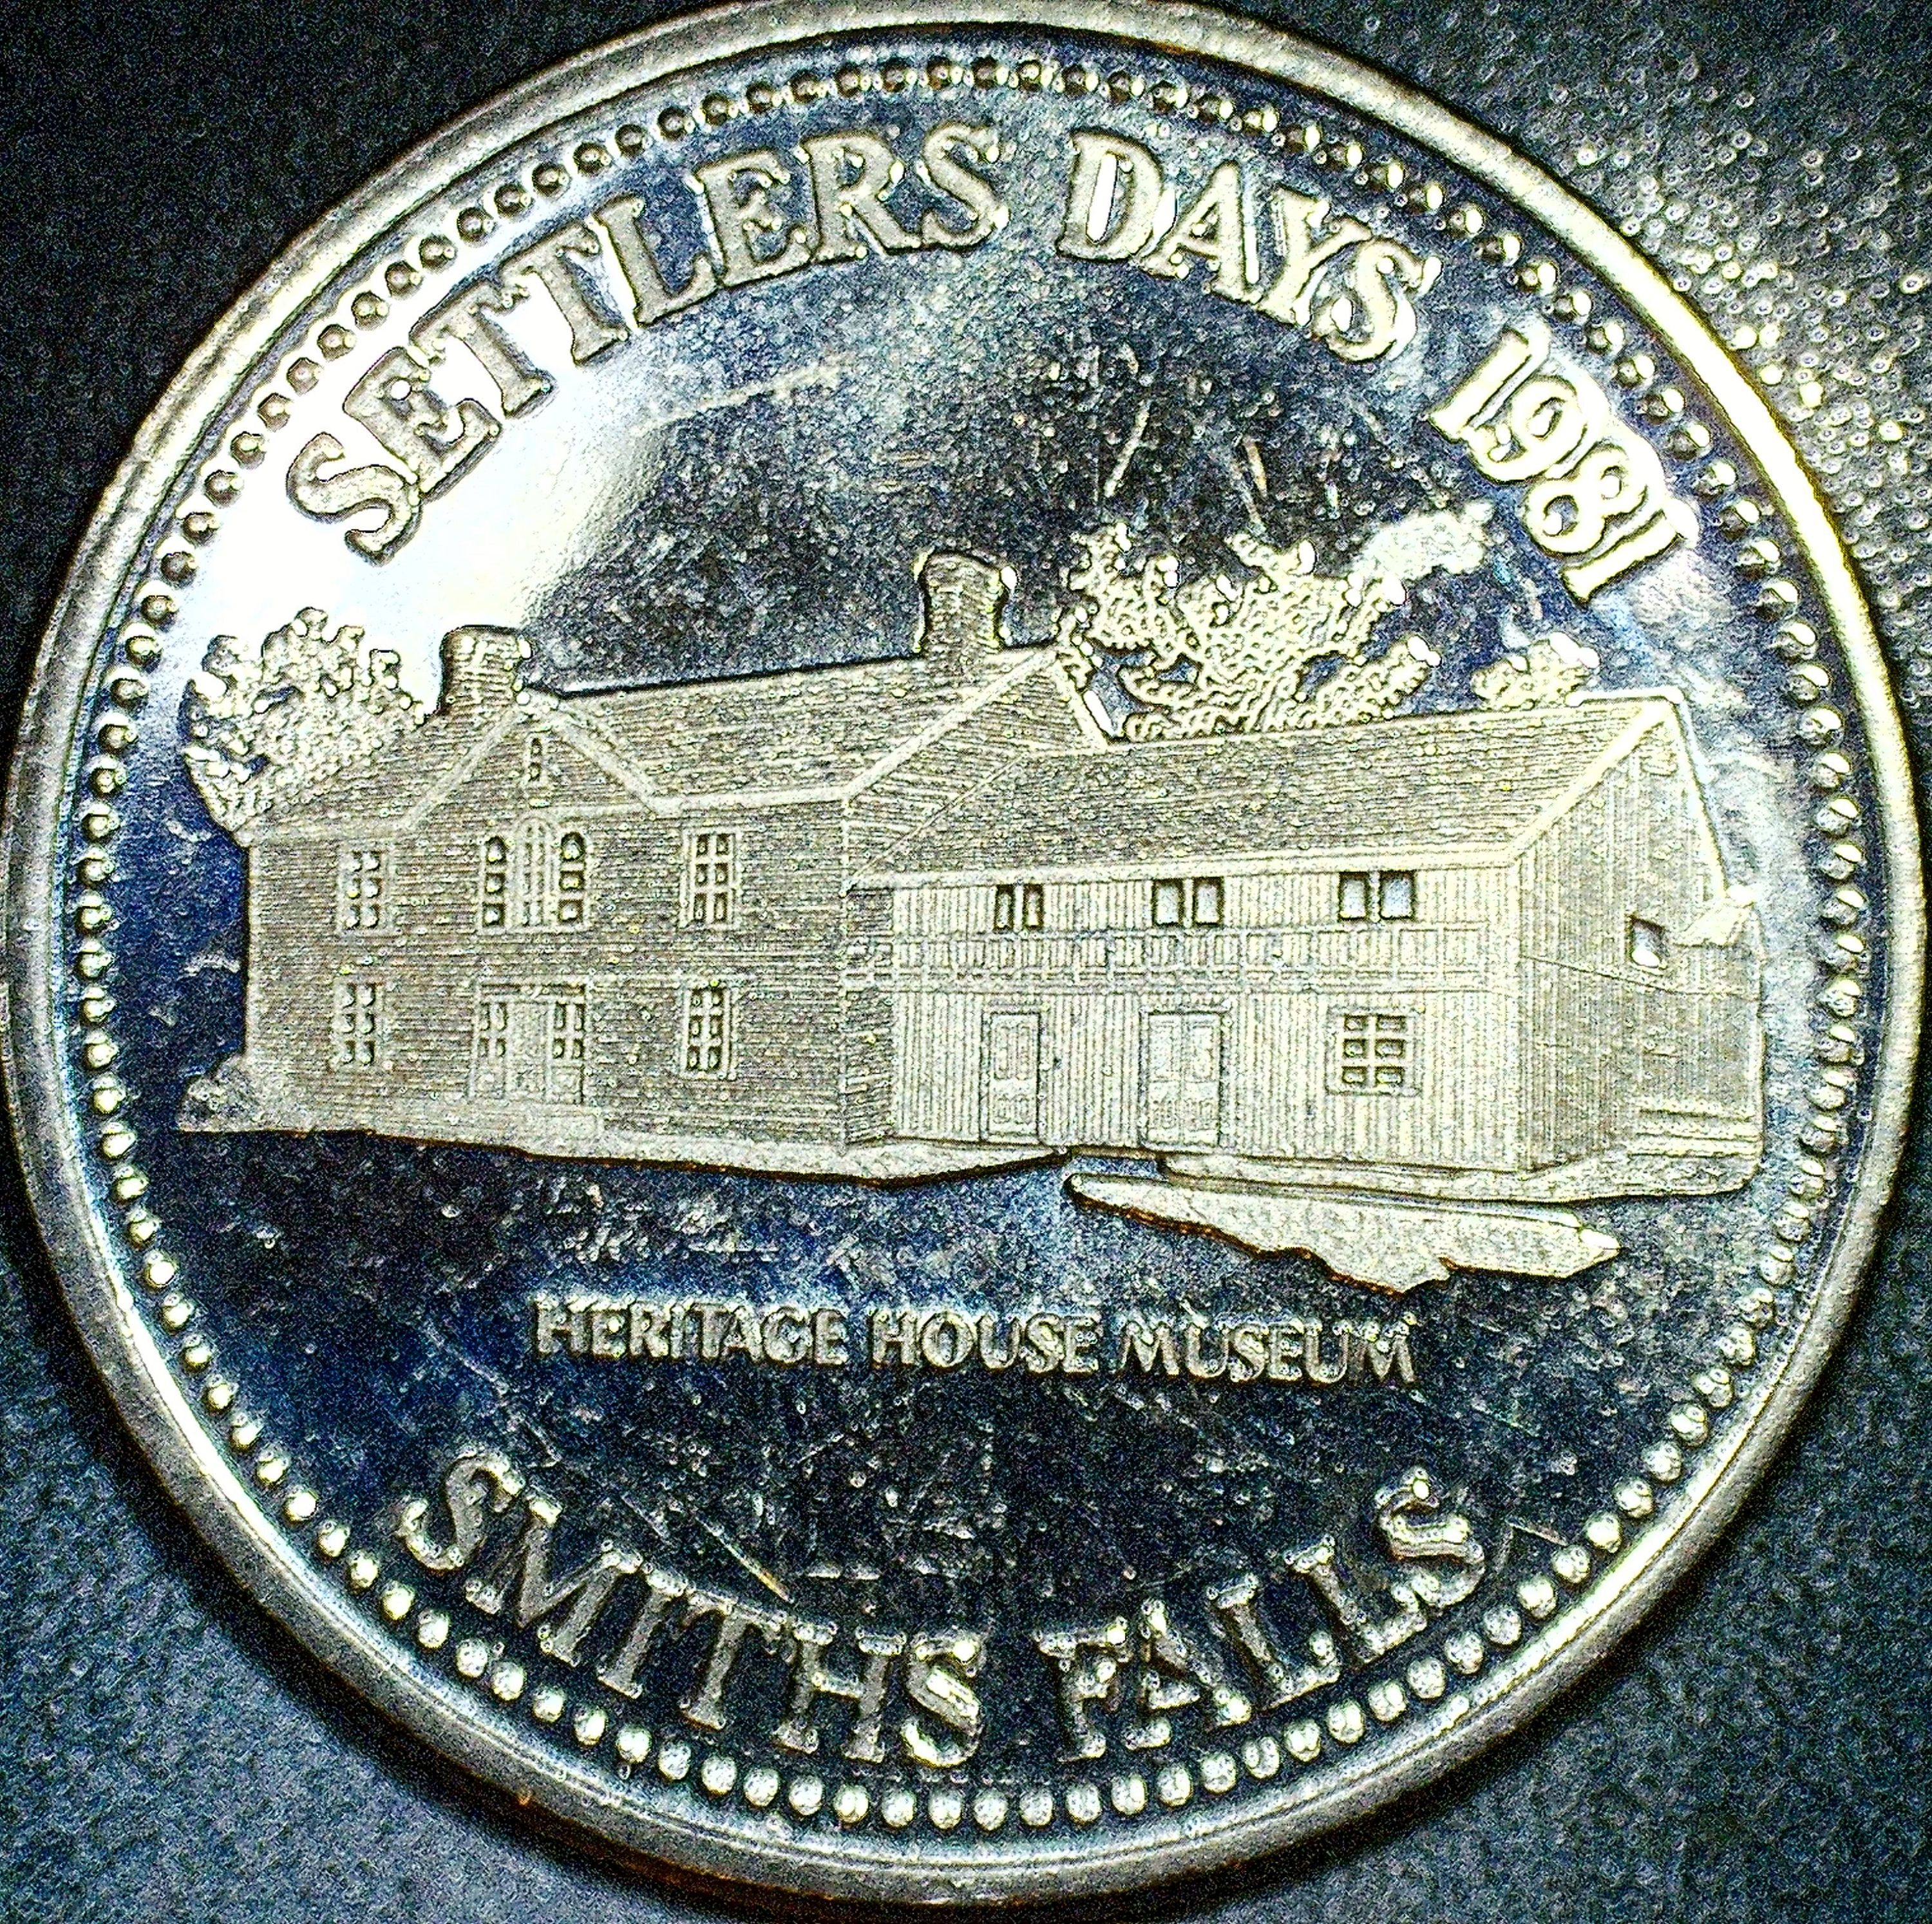 SETTLERS DAYS 1981
HERITAGE HOUSE MUSEUM
SMITHS FALLS